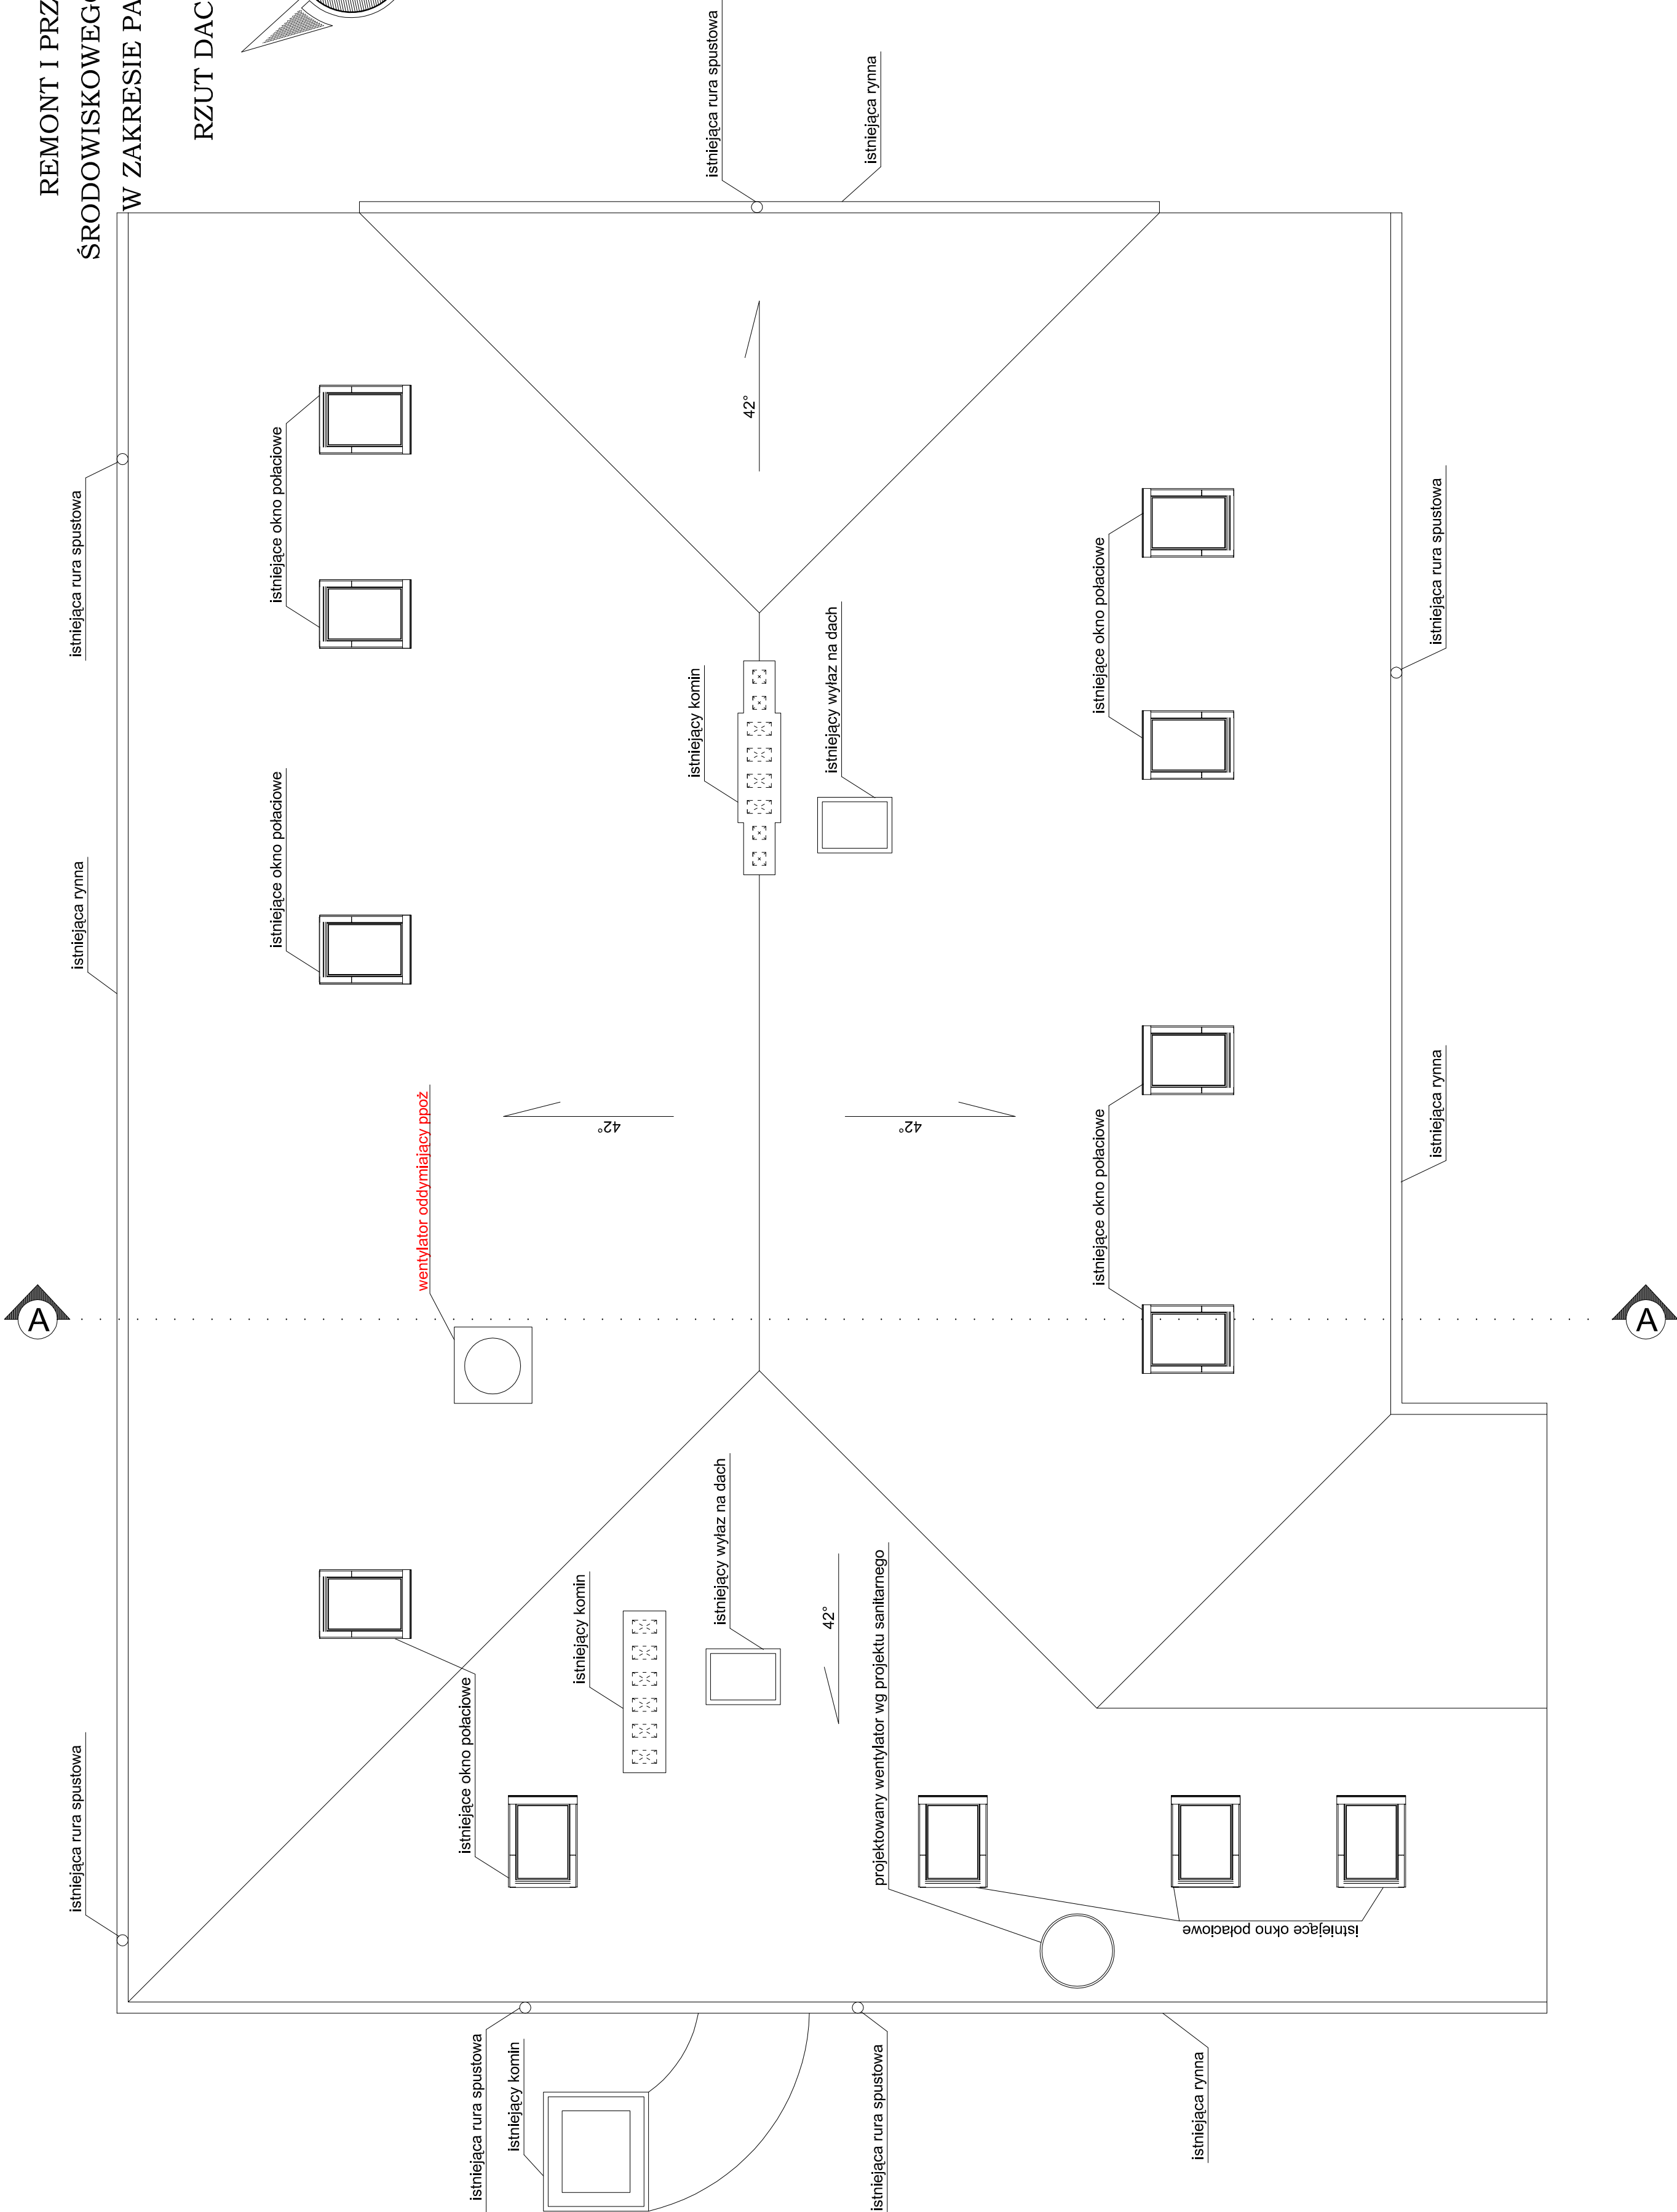 REMONT I PRZ
ŚRODOWISKOWEGO
W ZAKRESIE PA
RZUT DAC
istniejąca rura spustowa
istniejąca rynna
istniejąca rura spustowa
istniejąca rynna
istniejąca rura spustowa
istniejące okno połaciowe
istniejące okno połaciowe
wentylator oddymiający ppoż
istniejące okno połaciowe
istniejący komin
istniejący komin
istniejący wyłaz na dach
istniejący wyłaz na dach
42°
42°
42°
42°
projektowany wentylator wg projektu sanitarnego
istniejące okno połaciowe
istniejące okno połaciowe
istniejące okno połaciowe
istniejąca rura spustowa
istniejąca rynna
istniejąca rura spustowa
istniejący komin
istniejąca rura spustowa
istniejąca rynna
A
A